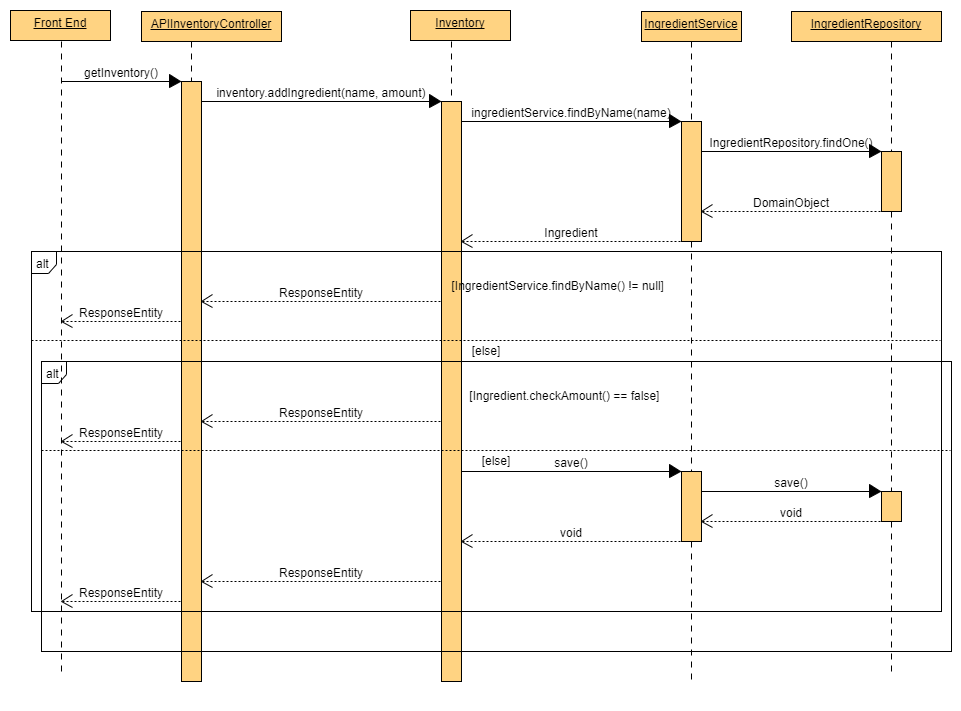 Front End
APIInventoryController
Inventory
IngredientService
IngredientRepository
getInventory()
inventory.addIngredient(name, amount)
ingredientService.findByName(name)
IngredientRepository.findOne()
DomainObject
Ingredient
alt
[IngredientService.findByName() != null]
ResponseEntity
ResponseEntity
[else]
alt
[Ingredient.checkAmount() == false]
ResponseEntity
ResponseEntity
[else]
save()
save()
void
void
ResponseEntity
ResponseEntity